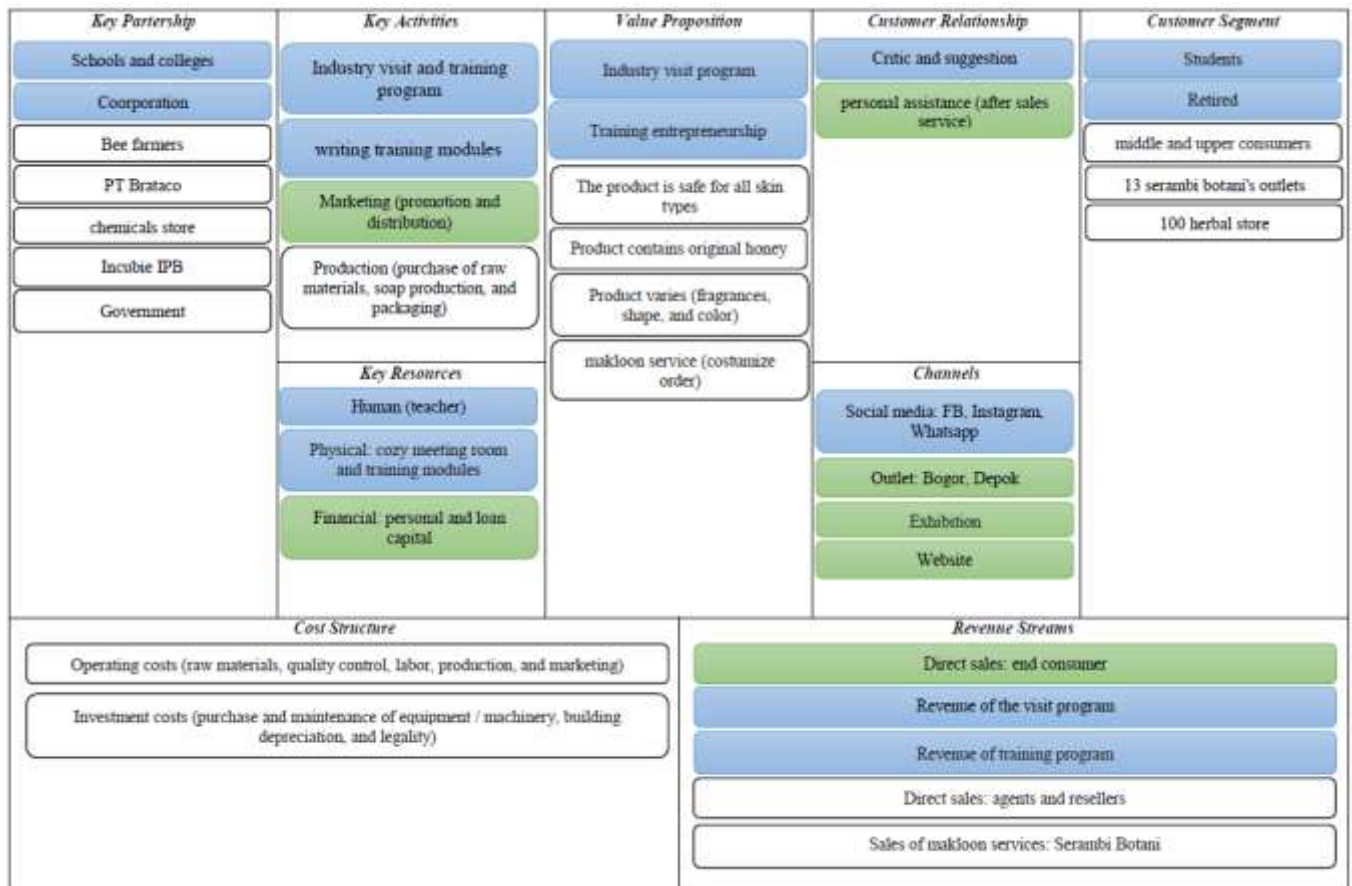 Key Partership
Schools and colleges
Coorporation
Bee farmers
PT Brataco
chemicals store
Incubie IPB
Government
Key Activities
Industry visit and training
program
writing training modules
Marketing (promotion and
distribution)
Production (purchase of raw
materials, soap production, and
packaging)
Key Resources
Human (teacher)
Physical: cozy meeting room
and training modules
Financial: personal and loan
capital
Value Proposition
Industry visit program
Training entrepreneurship
The product is safe for all skin
types
Product contains original honey
Product varies (fragrances,
shape, and color)
makloon service (costumize
order)
Customer Relationship
Critic and suggestion
personal assistance (after sales
service)
Channels
Social media: FB, Instagram,
Whatsapp
Outlet: Bogor, Depok
Exhibition
Website
Customer Segment
Students
Retired
middle and upper consumers
13 serambi botani's outlets
100 herbal store
Cost Structure
Operating costs (raw materials, quality control, labor, production, and marketing)
Investment costs (purchase and maintenance of equipment / machinery, building
depreciation, and legality)
Revenue Streams
Direct sales: end consumer
Revenue of the visit program
Revenue of training program
Direct sales: agents and resellers
Sales of makloon services: Serambi Botani